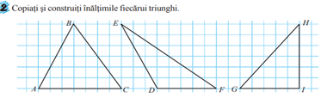 2. Copiați și construiți înălțimile fiecărui triunghi.
B E H
A C D F G I